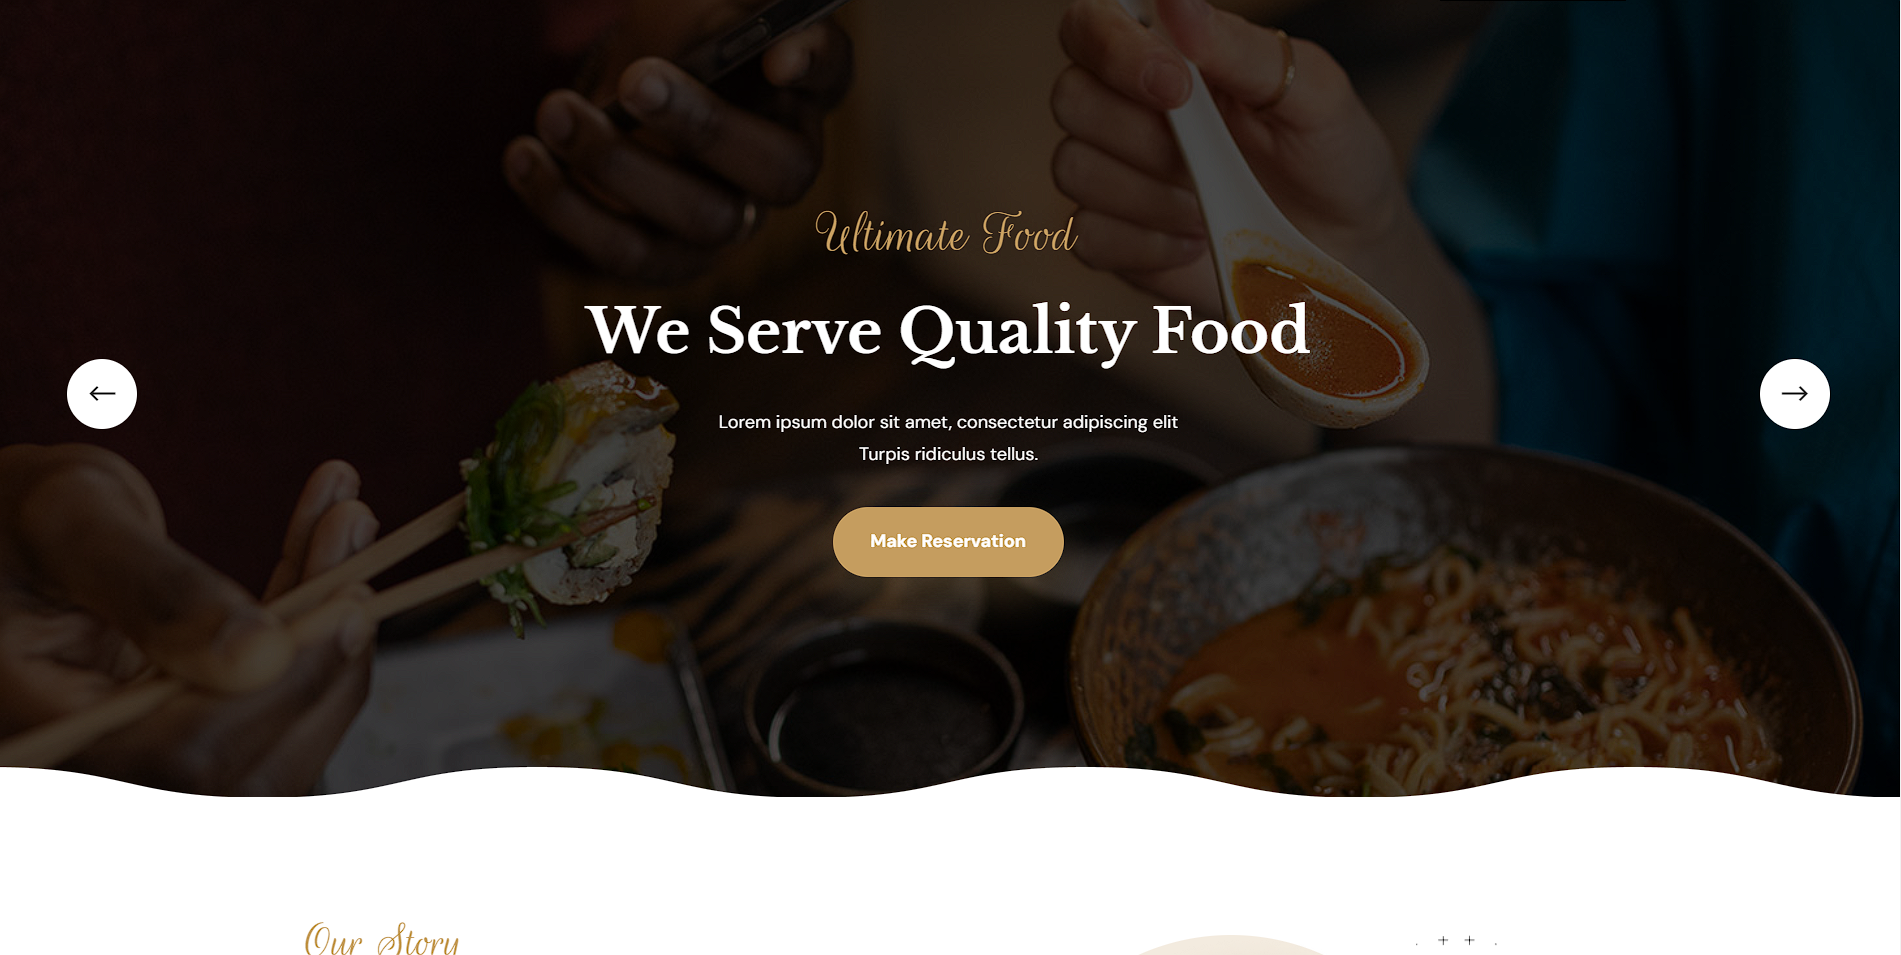 Ultimate Food
We Serve Quality Food
Lorem ipsum dolor sit amet, consectetur adipiscing elit
Turpis ridiculus tellus.
Make Reservation
Our Story